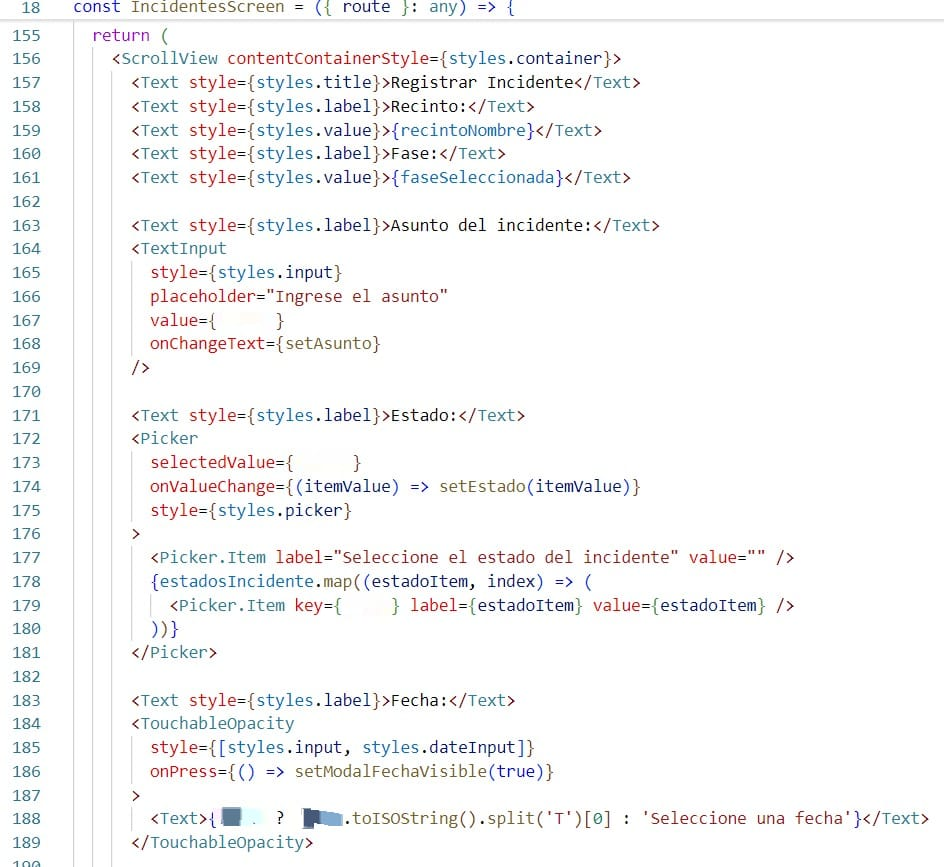 18 const IncidentesScreen = ({ route }: any) => {
155 return (
156 <ScrollView contentContainerStyle={styles.container}>
157 <Text style={styles.title}>Registrar Incidente</Text>
158 <Text style={styles.label}>Recinto:</Text>
159 <Text style={styles.value}>{recintoNombre}</Text>
160 <Text style={styles.label}>Fase:</Text>
161 <Text style={styles.value}>{faseSeleccionada}</Text>
162
163 <Text style={styles.label}>Asunto del incidente:</Text>
164 <TextInput
165 style={styles.input}
166 placeholder="Ingrese el asunto"
167 value={ }
168 onChangeText={setAsunto}
169 />
170
171 <Text style={styles.label}>Estado:</Text>
172 <Picker
173 selectedValue={ }
174 onValueChange={(itemValue) => setEstado(itemValue)}
175 style={styles.picker}
176 >
177 <Picker.Item label="Seleccione el estado del incidente" value="" />
178 {estadosIncidente.map((estadoItem, index) => (
179 <Picker.Item key={ } label={estadoItem} value={estadoItem} />
180 ))}
181 </Picker>
182
183 <Text style={styles.label}>Fecha:</Text>
184 <TouchableOpacity
185 style={[styles.input, styles.dateInput]}
186 onPress={() => setModalFechaVisible(true)}
187 >
188 <Text>{ ? .toISOString().split('T')[0] : 'Seleccione una fecha'}</Text>
189 </TouchableOpacity>
190